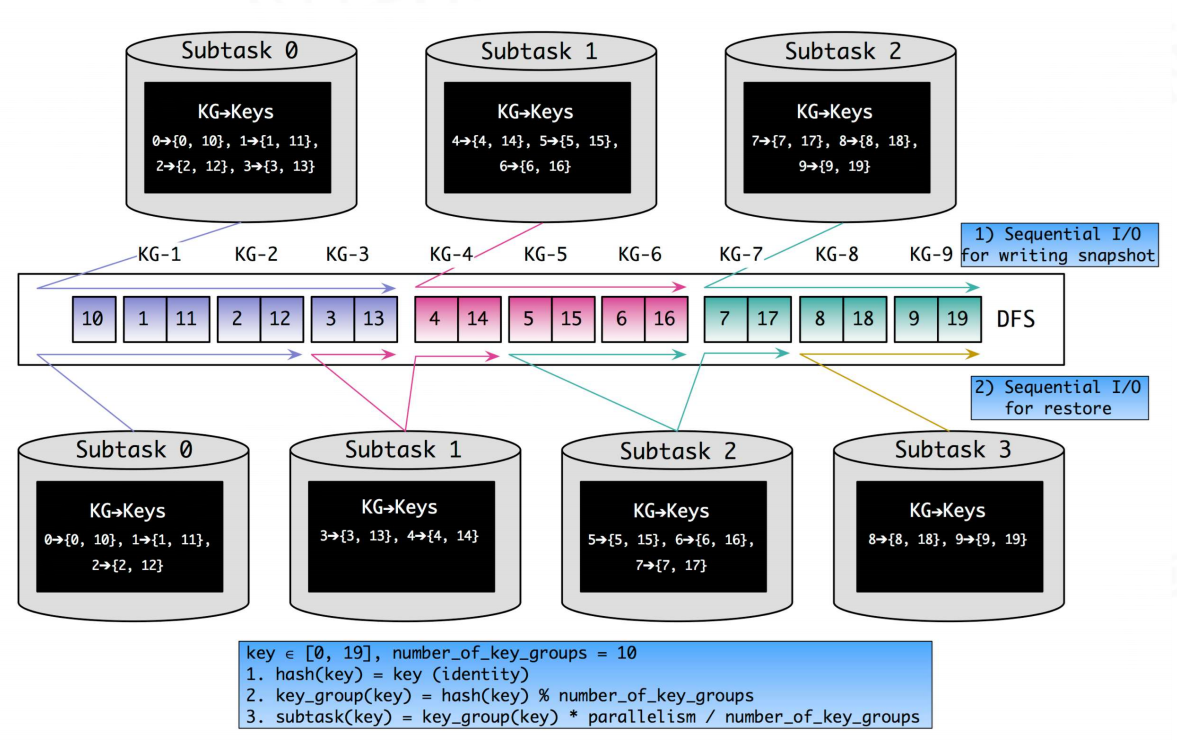 Subtask 0
KG➔Keys
0➔{0, 10}, 1➔{1, 11},
2➔{2, 12}, 3➔{3, 13}
Subtask 1
KG➔Keys
4➔{4, 14}, 5➔{5, 15},
6➔{6, 16}
Subtask 2
KG➔Keys
7➔{7, 17}, 8➔{8, 18},
9➔{9, 19}
KG-1 KG-2 KG-3 KG-4 KG-5 KG-6 KG-7 KG-8 KG-9
1) Sequential I/O
for writing snapshot
10 1 11 2 12 3 13 4 14 5 15 6 16 7 17 8 18 9 19 DFS
2) Sequential I/O
for restore
Subtask 0
KG➔Keys
0➔{0, 10}, 1➔{1, 11},
2➔{2, 12}
Subtask 1
KG➔Keys
3➔{3, 13}, 4➔{4, 14}
Subtask 2
KG➔Keys
5➔{5, 15}, 6➔{6, 16},
7➔{7, 17}
Subtask 3
KG➔Keys
8➔{8, 18}, 9➔{9, 19}
key ∈ [0, 19], number_of_key_groups = 10
1. hash(key) = key (identity)
2. key_group(key) = hash(key) % number_of_key_groups
3. subtask(key) = key_group(key) * parallelism / number_of_key_groups